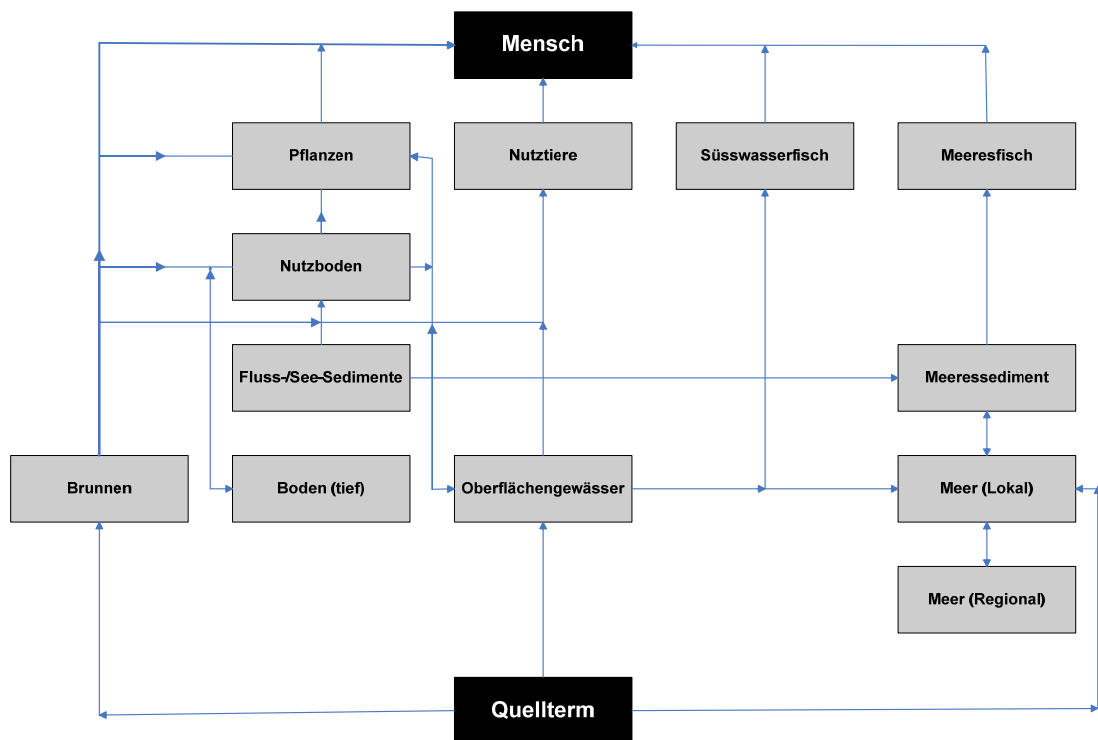 Mensch
Pflanzen
Nutztiere
Süsswasserfisch
Meeresfisch
Nutzboden
Fluss-/See-Sedimente
Meeressediment
Brunnen
Boden (tief)
Oberflächengewässer
Meer (Lokal)
Meer (Regional)
Quellterm